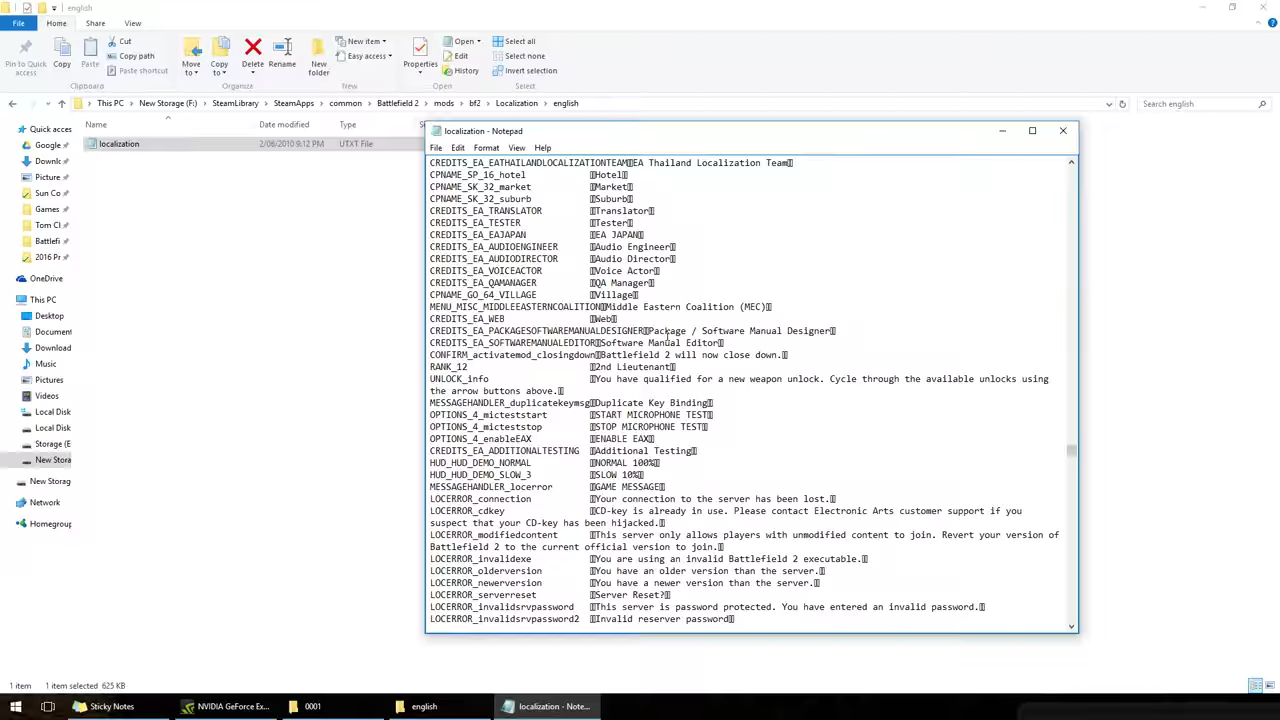 english
File Home Share View
Pin to Quick access
Copy
Paste
Cut
Copy path
Paste shortcut
Clipboard
Move to
Copy to
Delete
Rename
Organize
New folder
New item
Easy access
New
Properties
Open
Edit
History
Open
Select all
Select none
Invert selection
Select
This PC > New Storage (F:) > SteamLibrary > SteamApps > common > Battlefield 2 > mods > bf2 > Localization > english
Search english
Name Date modified Type
localization 2/06/2010 9:12 PM UTXT File
Quick acces
Google
Downlo
Picture
Sun Co
Games
Tom Cl
Battlefi
2016 Pr
OneDrive
This PC
Desktop
Document
Download
Music
Pictures
Videos
Local Disk
Local Disk
Storage (E
New Stora
New Storag
Network
Homegroup
localization - Notepad
File Edit Format View Help
CREDITS_EA_EATHAILANDLOCALIZATIONTEAM EA Thailand Localization Team
CPNAME_SP_16_hotel Hotel
CPNAME_SK_32_market Market
CPNAME_SK_32_suburb Suburb
CREDITS_EA_TRANSLATOR Translator
CREDITS_EA_TESTER Tester
CREDITS_EA_EAJAPAN EA JAPAN
CREDITS_EA_AUDIOENGINEER Audio Engineer
CREDITS_EA_AUDIODIRECTOR Audio Director
CREDITS_EA_VOICEACTOR Voice Actor
CREDITS_EA_QAMANAGER QA Manager
CPNAME_GO_64_VILLAGE Village
MENU_MISC_MIDDLEEASTERNCOALITION Middle Eastern Coalition (MEC)
CREDITS_EA_WEB Web
CREDITS_EA_PACKAGESOFTWAREMANUALDESIGNER Package / Software Manual Designer
CREDITS_EA_SOFTWAREMANUALEDITOR Software Manual Editor
CONFIRM_activatemod_closingdown Battlefield 2 will now close down.
RANK_12 2nd Lieutenant
UNLOCK_info You have qualified for a new weapon unlock. Cycle through the available unlocks using
the arrow buttons above.
MESSAGEHANDLER_duplicatekeymsg Duplicate Key Binding
OPTIONS_4_micteststart START MICROPHONE TEST
OPTIONS_4_micteststop STOP MICROPHONE TEST
OPTIONS_4_enableEAX ENABLE EAX
CREDITS_EA_ADDITIONALTESTING Additional Testing
HUD_HUD_DEMO_NORMAL NORMAL 100%
HUD_HUD_DEMO_SLOW_3 SLOW 10%
MESSAGEHANDLER_locerror GAME MESSAGE
LOCERROR_connection Your connection to the server has been lost.
LOCERROR_cdkey CD-key is already in use. Please contact Electronic Arts customer support if you
suspect that your CD-key has been hijacked.
LOCERROR_modifiedcontent This server only allows players with unmodified content to join. Revert your version of
Battlefield 2 to the current official version to join.
LOCERROR_invalidexe You are using an invalid Battlefield 2 executable.
LOCERROR_olderversion You have an older version than the server.
LOCERROR_newerversion You have a newer version than the server.
LOCERROR_serverreset Server Reset?
LOCERROR_invalidsrvpassword This server is password protected. You have entered an invalid password.
LOCERROR_invalidsrvpassword2 Invalid reserver password
1 item 1 item selected 625 KB
Sticky Notes NVIDIA GeForce Ex... 0001 english localization - Note...